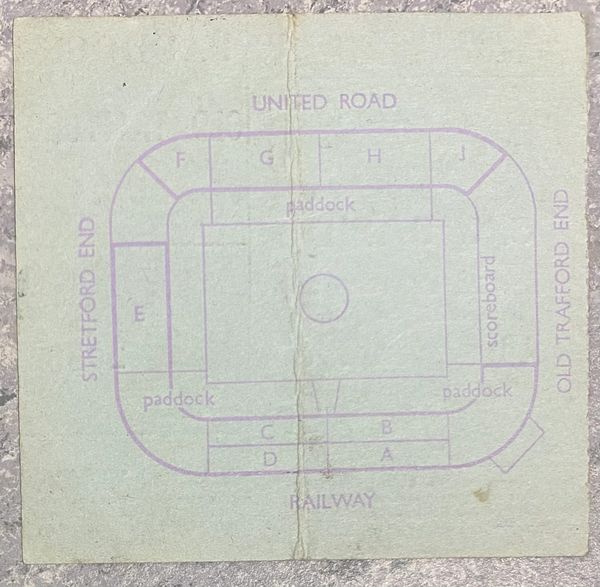 UNITED ROAD
F G H J
paddock
STRETFORD END
E
scoreboard
OLD TRAFFORD END
paddock
paddock
C B
D A
RAILWAY